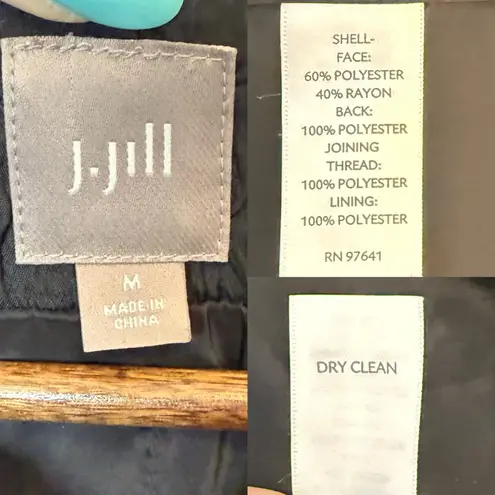 J.Jill
M
MADE IN
CHINA
SHELL-
FACE:
60% POLYESTER
40% RAYON
BACK:
100% POLYESTER
JOINING
THREAD:
100% POLYESTER
LINING:
100% POLYESTER
RN 97641
DRY CLEAN